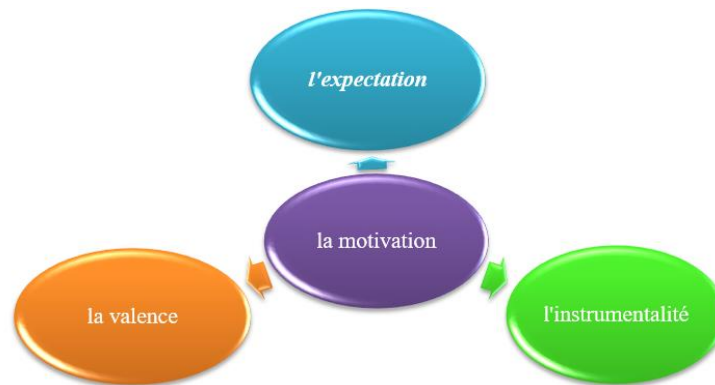 l'expectation
la motivation
la valence
l'instrumentalité